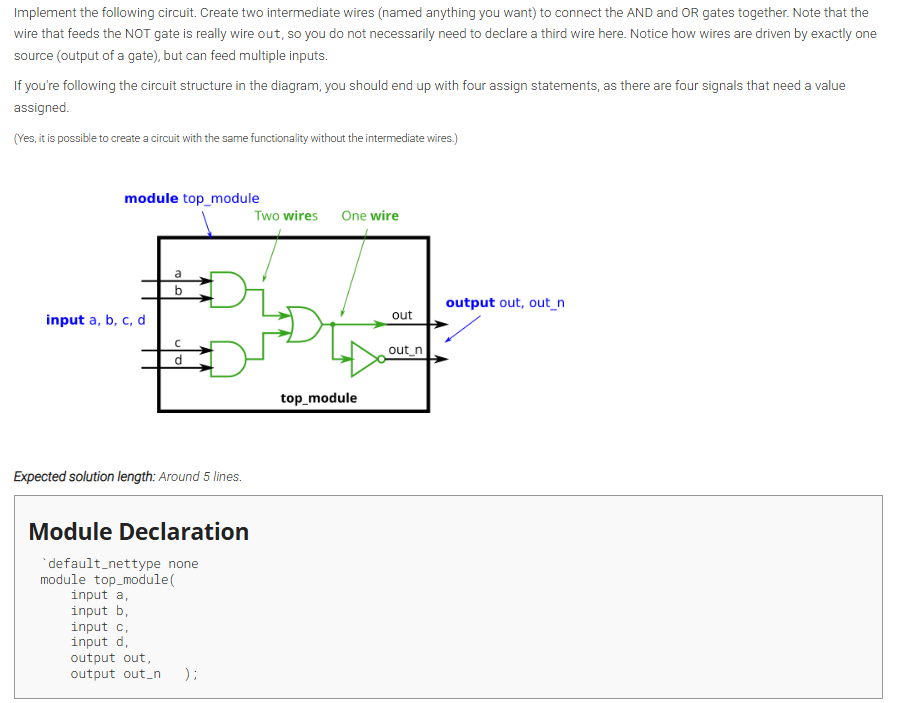 Implement the following circuit. Create two intermediate wires (named anything you want) to connect the AND and OR gates together. Note that the
wire that feeds the NOT gate is really wire out, so you do not necessarily need to declare a third wire here. Notice how wires are driven by exactly one
source (output of a gate), but can feed multiple inputs.
If you're following the circuit structure in the diagram, you should end up with four assign statements, as there are four signals that need a value
assigned.
(Yes, it is possible to create a circuit with the same functionality without the intermediate wires.)
module top_module
Two wires One wire
a
b
output out, out_n
out
input a, b, c, d
c
out_n
d
top_module
Expected solution length: Around 5 lines.
Module Declaration
`default_nettype none
module top_module(
input a,
input b,
input c,
input d,
output out,
output out_n );